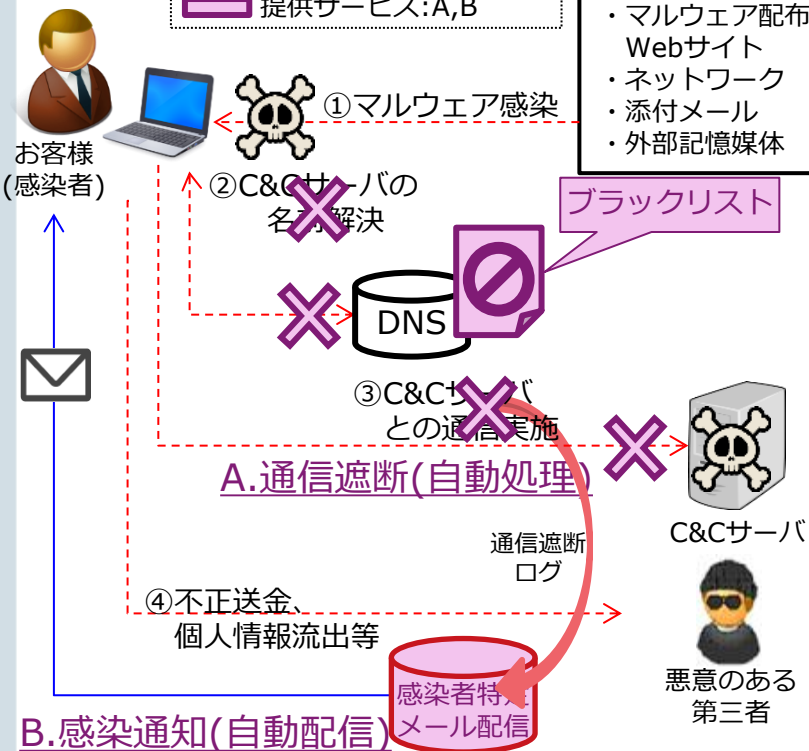 提供サービス:A,B
・マルウェア配布
Webサイト
・ネットワーク
・添付メール
・外部記憶媒体
①マルウェア感染
お客様
(感染者)
②C&Cサーバの
名前解決
ブラックリスト
DNS
③C&Cサーバ
との通信実施
A.通信遮断(自動処理)
C&Cサーバ
通信遮断
ログ
④不正送金、
個人情報流出等
悪意のある
第三者
感染者特定
メール配信
B.感染通知(自動配信)